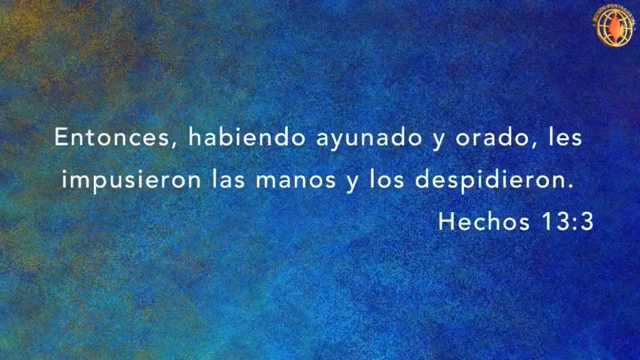 Entonces, habiendo ayunado y orado, les
impusieron las manos y los despidieron.
Hechos 13:3